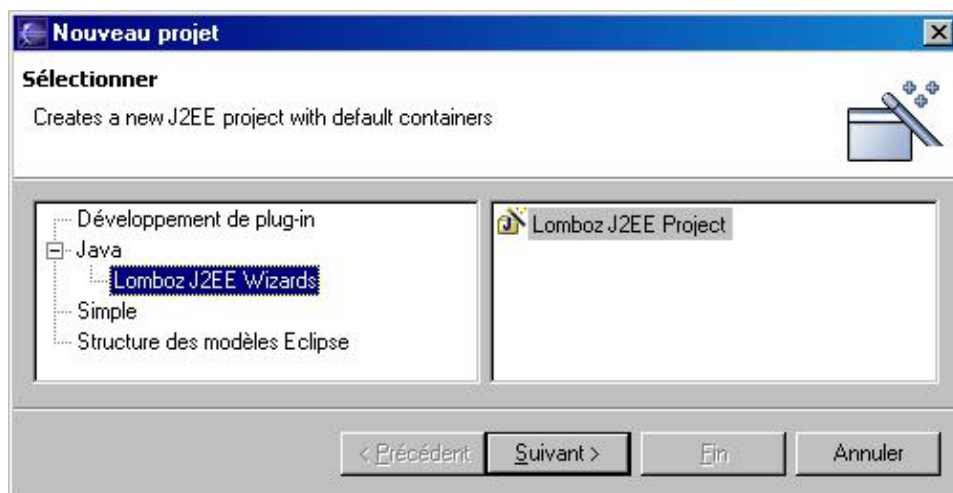 Nouveau projet
Sélectionner
Creates a new J2EE project with default containers
Développement de plug-in
Java
Lomboz J2EE Wizards
Simple
Structure des modèles Eclipse
Lomboz J2EE Project
< Précédent
Suivant >
Fin
Annuler